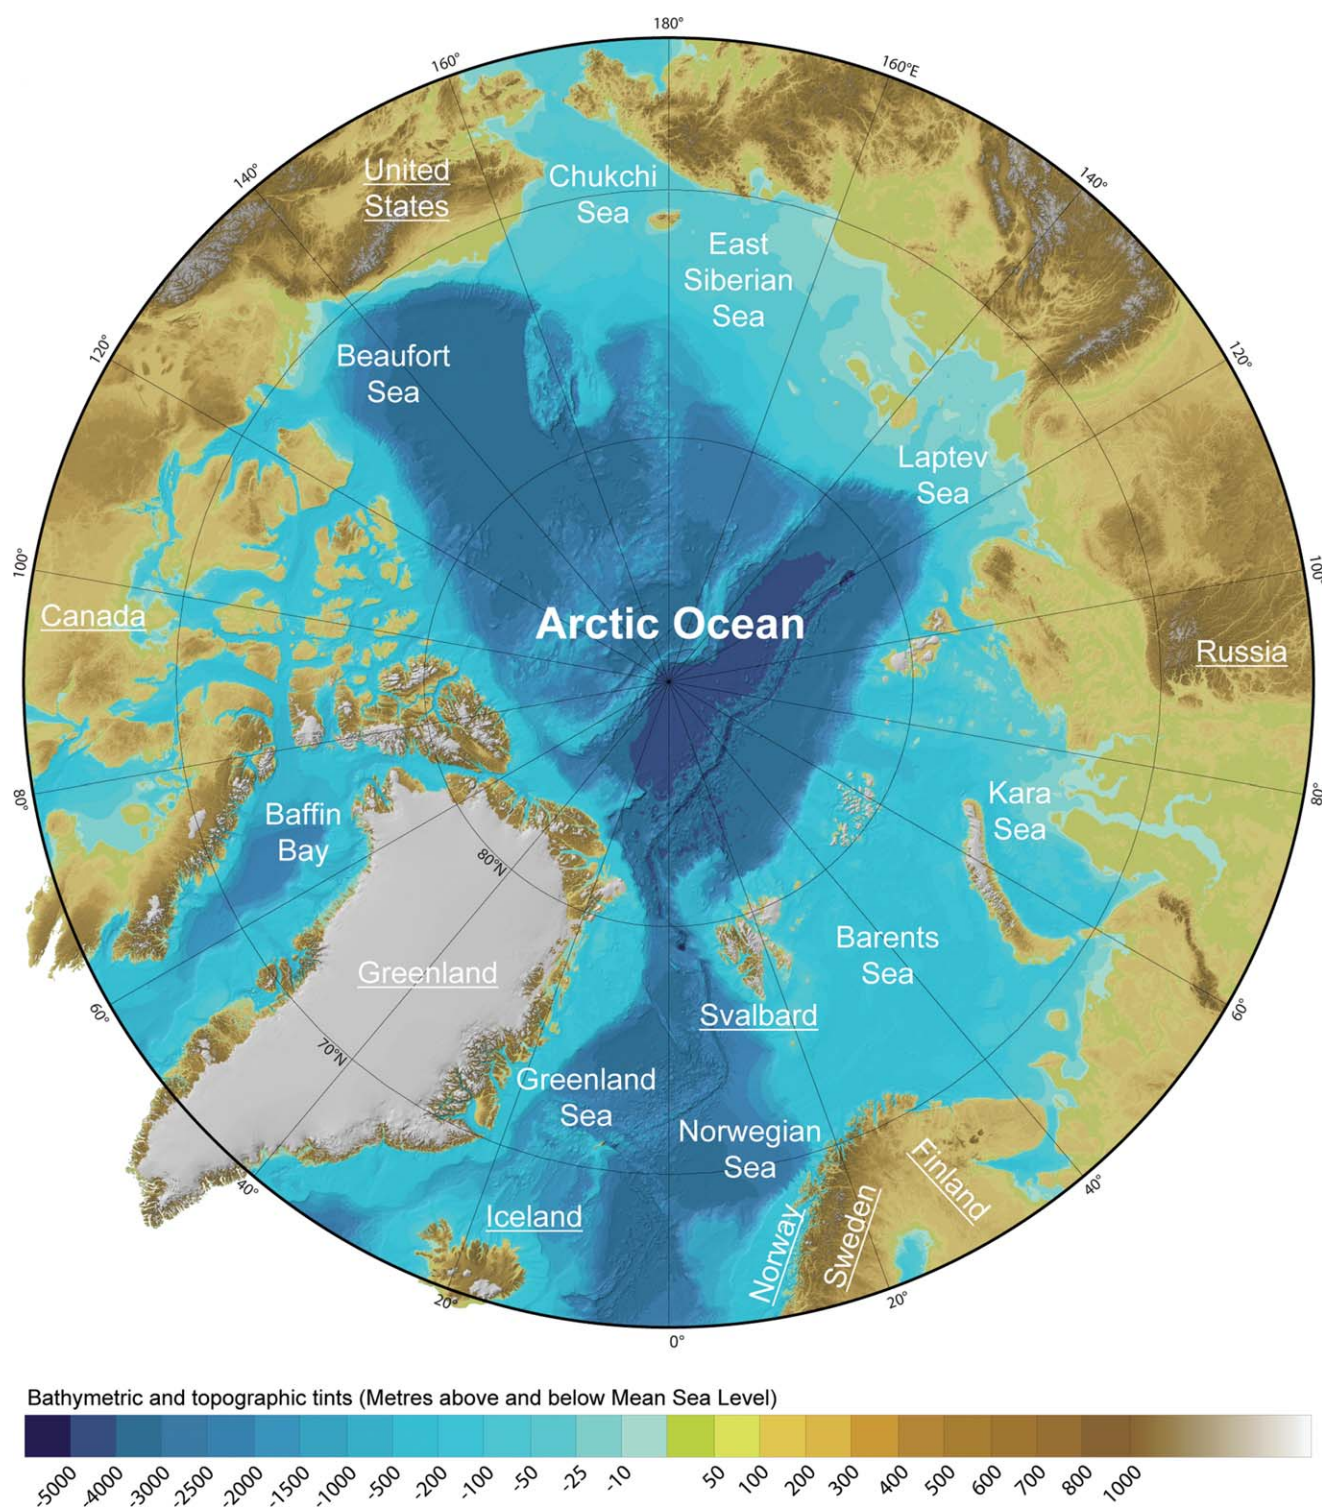 180°
160°
160°E
140°
United
States
Chukchi
Sea
140°
East
Siberian
Sea
120°
Beaufort
Sea
120°
Laptev
Sea
100°
100°
Canada
Arctic Ocean
Russia
80°
Baffin
Bay
Kara
Sea
80°
80°N
Barents
Sea
Greenland
60°
Svalbard
60°
70°N
Greenland
Sea
Norwegian
Sea
Finland
40°
40°
Iceland
Norway
Sweden
20°
20°
0°
Bathymetric and topographic tints (Metres above and below Mean Sea Level)
-5000 -4000 -3000 -2500 -2000 -1500 -1000 -500 -200 -100 -50 -25 -10 50 100 200 300 400 500 600 700 800 1000